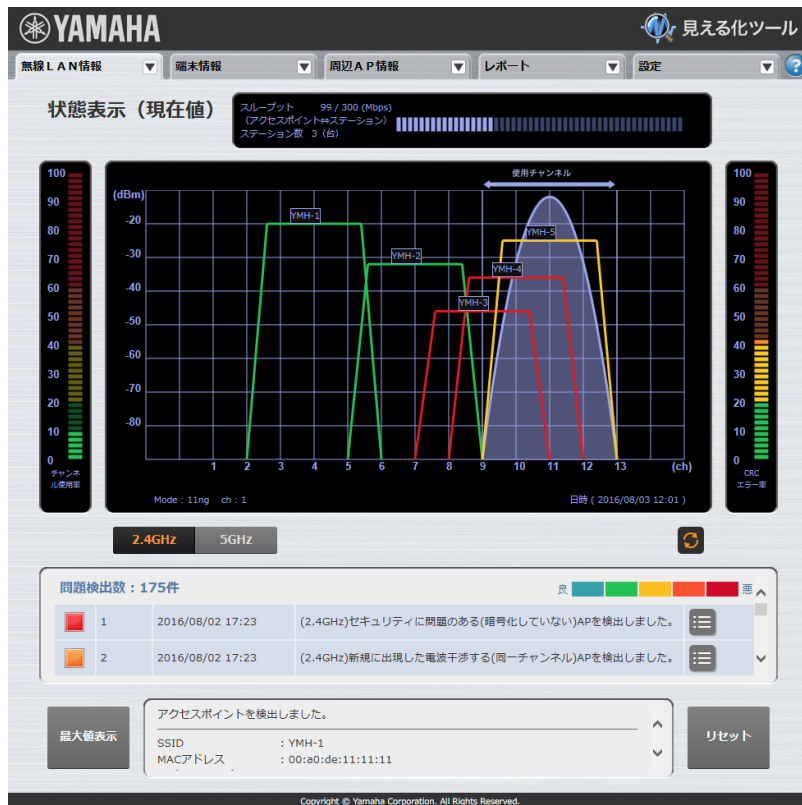 YAMAHA 見える化ツール
無線ＬＡＮ情報 端末情報 周辺ＡＰ情報 レポート 設定 ?
状態表示（現在値）
スループット 99 / 300 (Mbps)
（アクセスポイント⇔ステーション）
ステーション数 3（台）
使用チャンネル
100
90
80
70
60
50
40
30
20
10
0
チャンネ
ル使用率
(dBm)
-20
-30
-40
-50
-60
-70
-80
YMH-1
YMH-2
YMH-3
YMH-4
YMH-5
1 2 3 4 5 6 7 8 9 10 11 12 13 (ch)
Mode : 11ng ch : 1
日時 ( 2016/08/03 12:01 )
100
90
80
70
60
50
40
30
20
10
0
CRC
エラー率
2.4GHz 5GHz
問題検出数：175件
良 悪
1 2016/08/02 17:23 (2.4GHz)セキュリティに問題のある(暗号化していない)APを検出しました。
2 2016/08/02 17:23 (2.4GHz)新規に出現した電波干渉する(同一チャンネル)APを検出しました。
最大値表示
アクセスポイントを検出しました。
SSID : YMH-1
MACアドレス : 00:a0:de:11:11:11
リセット
Copyright © Yamaha Corporation. All Rights Reserved.